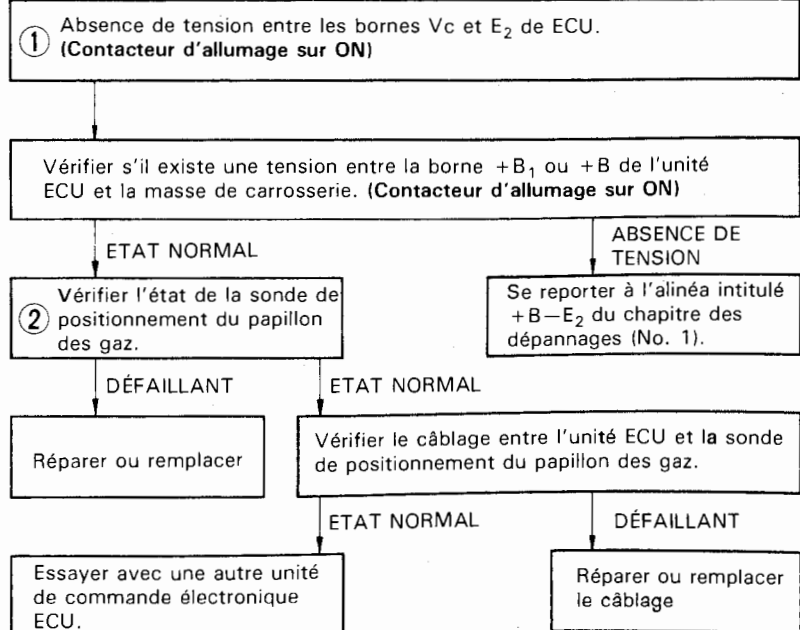 ① Absence de tension entre les bornes Vc et E₂ de ECU.
(Contacteur d'allumage sur ON)
Vérifier s'il existe une tension entre la borne +B₁ ou +B de l'unité
ECU et la masse de carrosserie. (Contacteur d'allumage sur ON)
ETAT NORMAL
ABSENCE DE
TENSION
② Vérifier l'état de la sonde de
positionnement du papillon
des gaz.
Se reporter à l'alinéa intitulé
+B−E₂ du chapitre des
dépannages (No. 1).
DÉFAILLANT
ETAT NORMAL
Réparer ou remplacer
Vérifier le câblage entre l'unité ECU et la sonde
de positionnement du papillon des gaz.
ETAT NORMAL
DÉFAILLANT
Essayer avec une autre unité
de commande électronique
ECU.
Réparer ou remplacer
le câblage